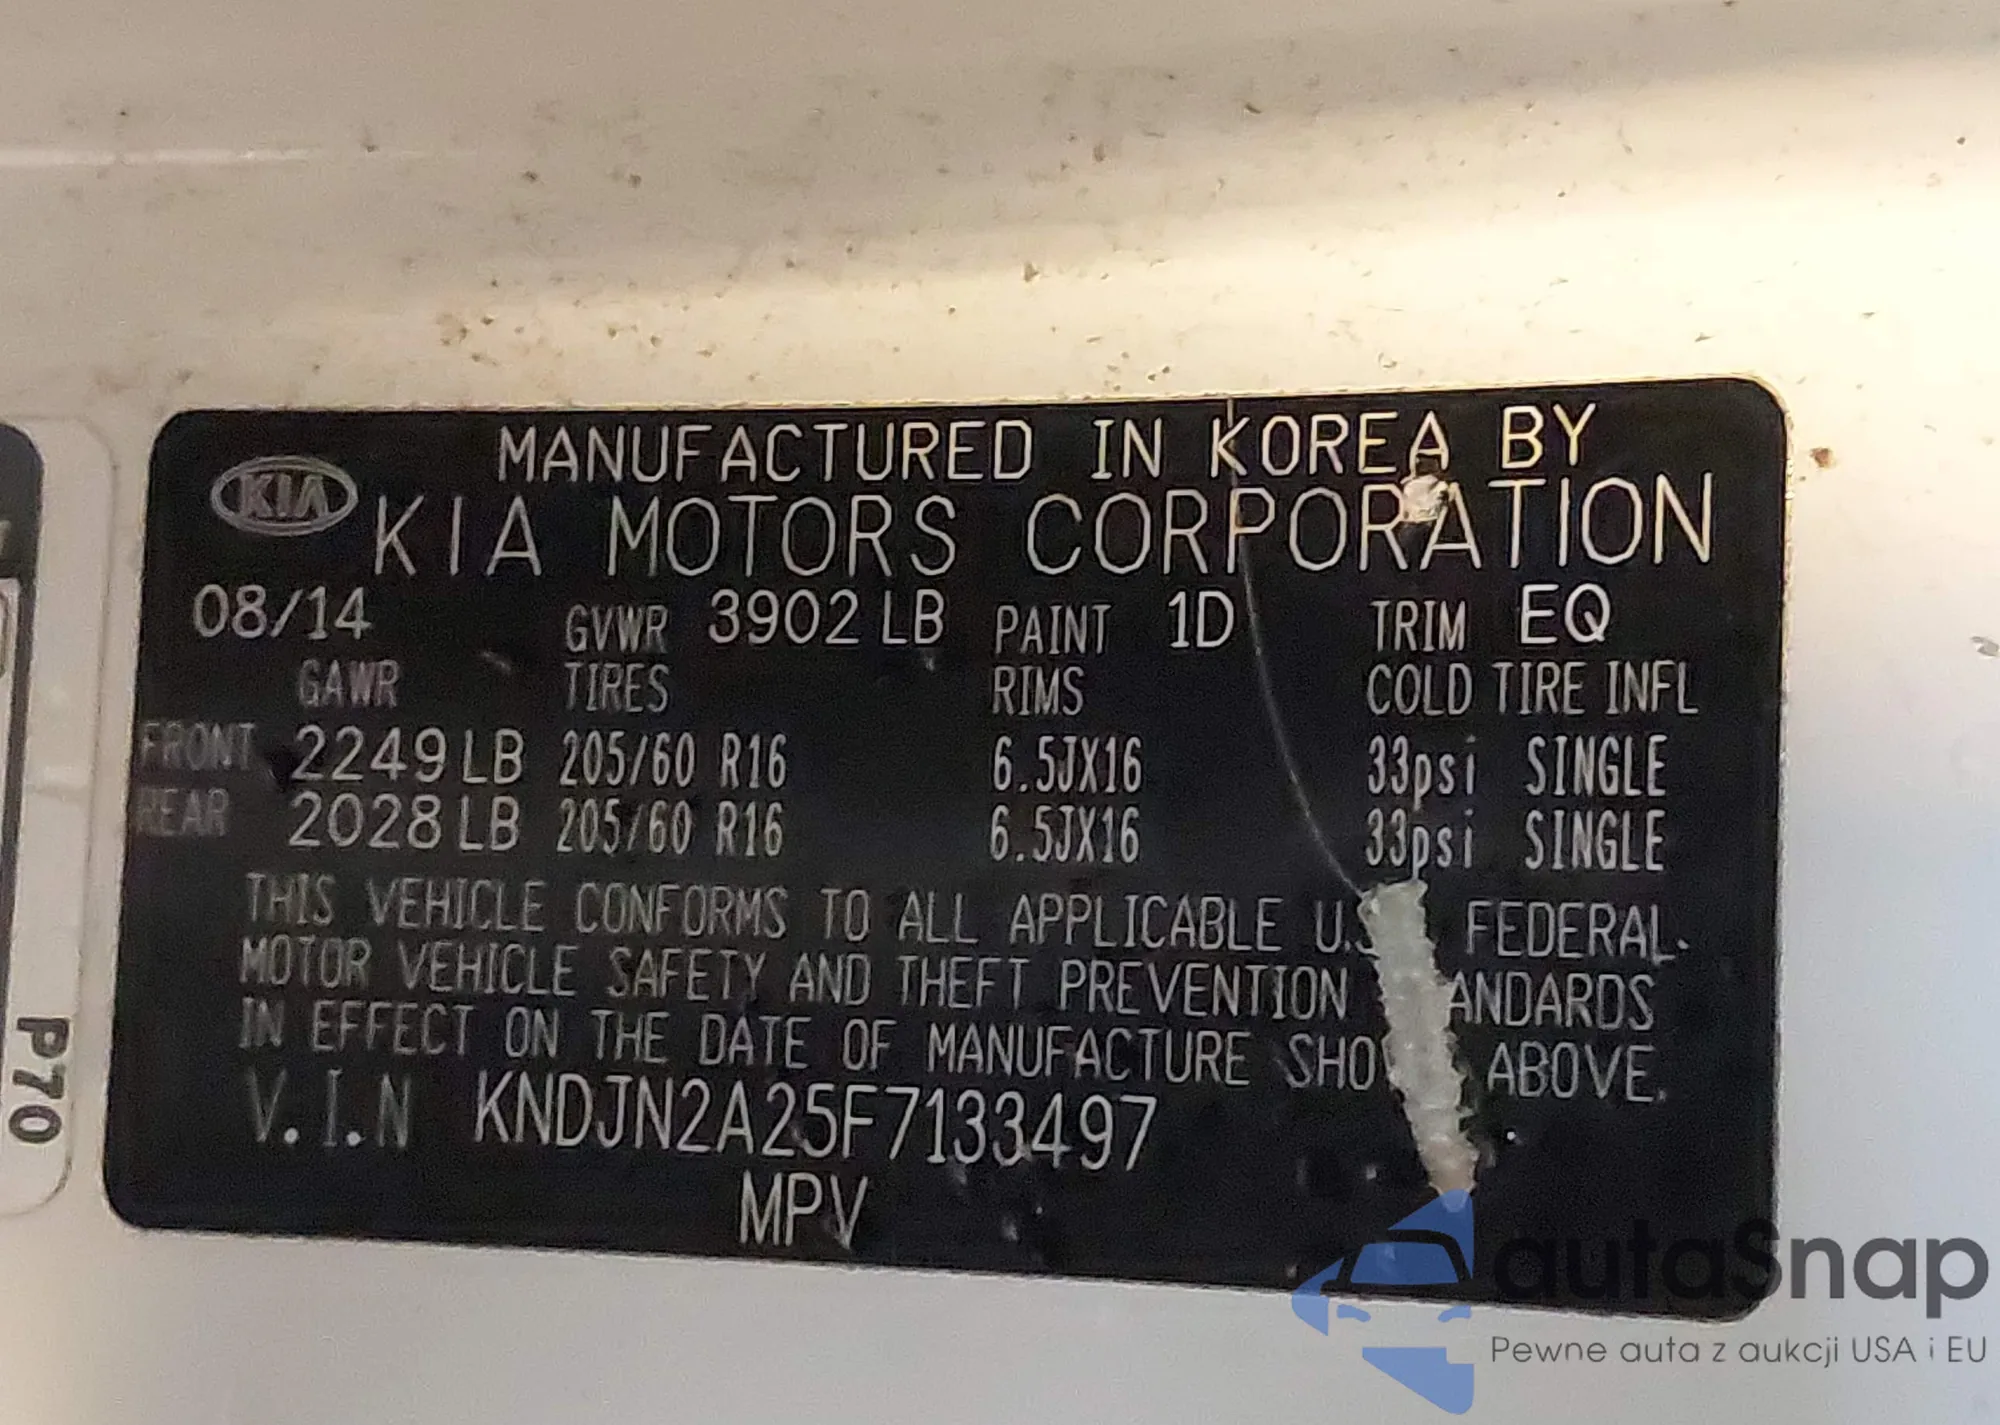 MANUFACTURED IN KOREA BY
KIA
KIA MOTORS CORPORATION
08/14 GVWR 3902 LB PAINT 1D TRIM EQ
GAWR TIRES RIMS COLD TIRE INFL
FRONT 2249 LB 205/60 R16 6.5JX16 33psi SINGLE
REAR 2028 LB 205/60 R16 6.5JX16 33psi SINGLE
THIS VEHICLE CONFORMS TO ALL APPLICABLE U.S FEDERAL
MOTOR VEHICLE SAFETY AND THEFT PREVENTION ANDARDS
IN EFFECT ON THE DATE OF MANUFACTURE SHO ABOVE.
V.I.N KNDJN2A25F7133497
MPV
P70
autaSnap
Pewne auta z aukcji USA i EU